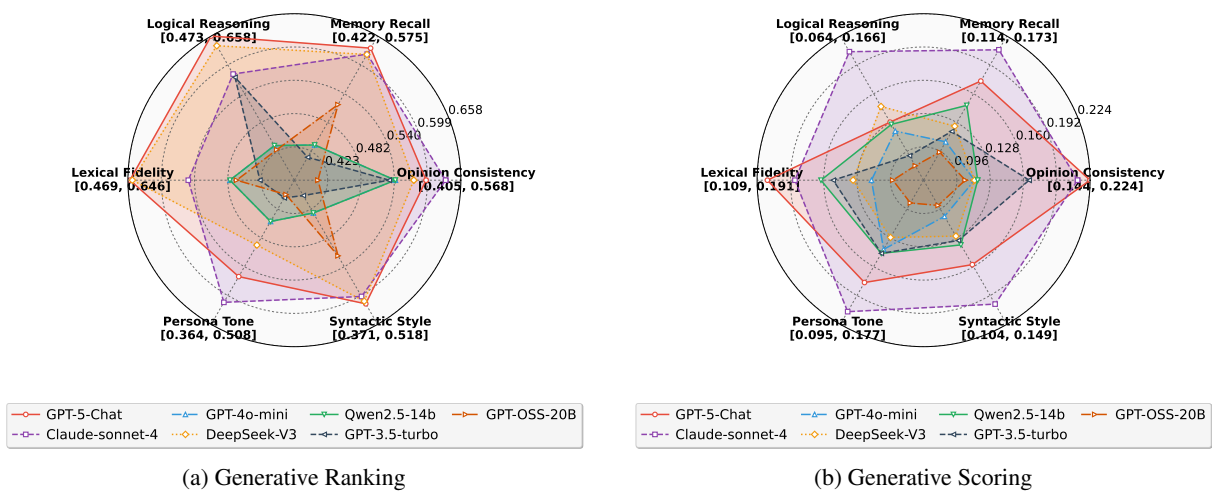 Logical Reasoning
[0.473, 0.658]
Memory Recall
[0.422, 0.575]
0.658
0.599
0.540
0.482
0.423
Lexical Fidelity
[0.469, 0.646]
Opinion Consistency
[0.405, 0.568]
Persona Tone
[0.364, 0.508]
Syntactic Style
[0.371, 0.518]
GPT-5-Chat
GPT-4o-mini
Qwen2.5-14b
GPT-OSS-20B
Claude-sonnet-4
DeepSeek-V3
GPT-3.5-turbo
(a) Generative Ranking
Logical Reasoning
[0.064, 0.166]
Memory Recall
[0.114, 0.173]
0.224
0.192
0.160
0.128
0.096
Lexical Fidelity
[0.109, 0.191]
Opinion Consistency
[0.144, 0.224]
Persona Tone
[0.095, 0.177]
Syntactic Style
[0.104, 0.149]
GPT-5-Chat
GPT-4o-mini
Qwen2.5-14b
GPT-OSS-20B
Claude-sonnet-4
DeepSeek-V3
GPT-3.5-turbo
(b) Generative Scoring